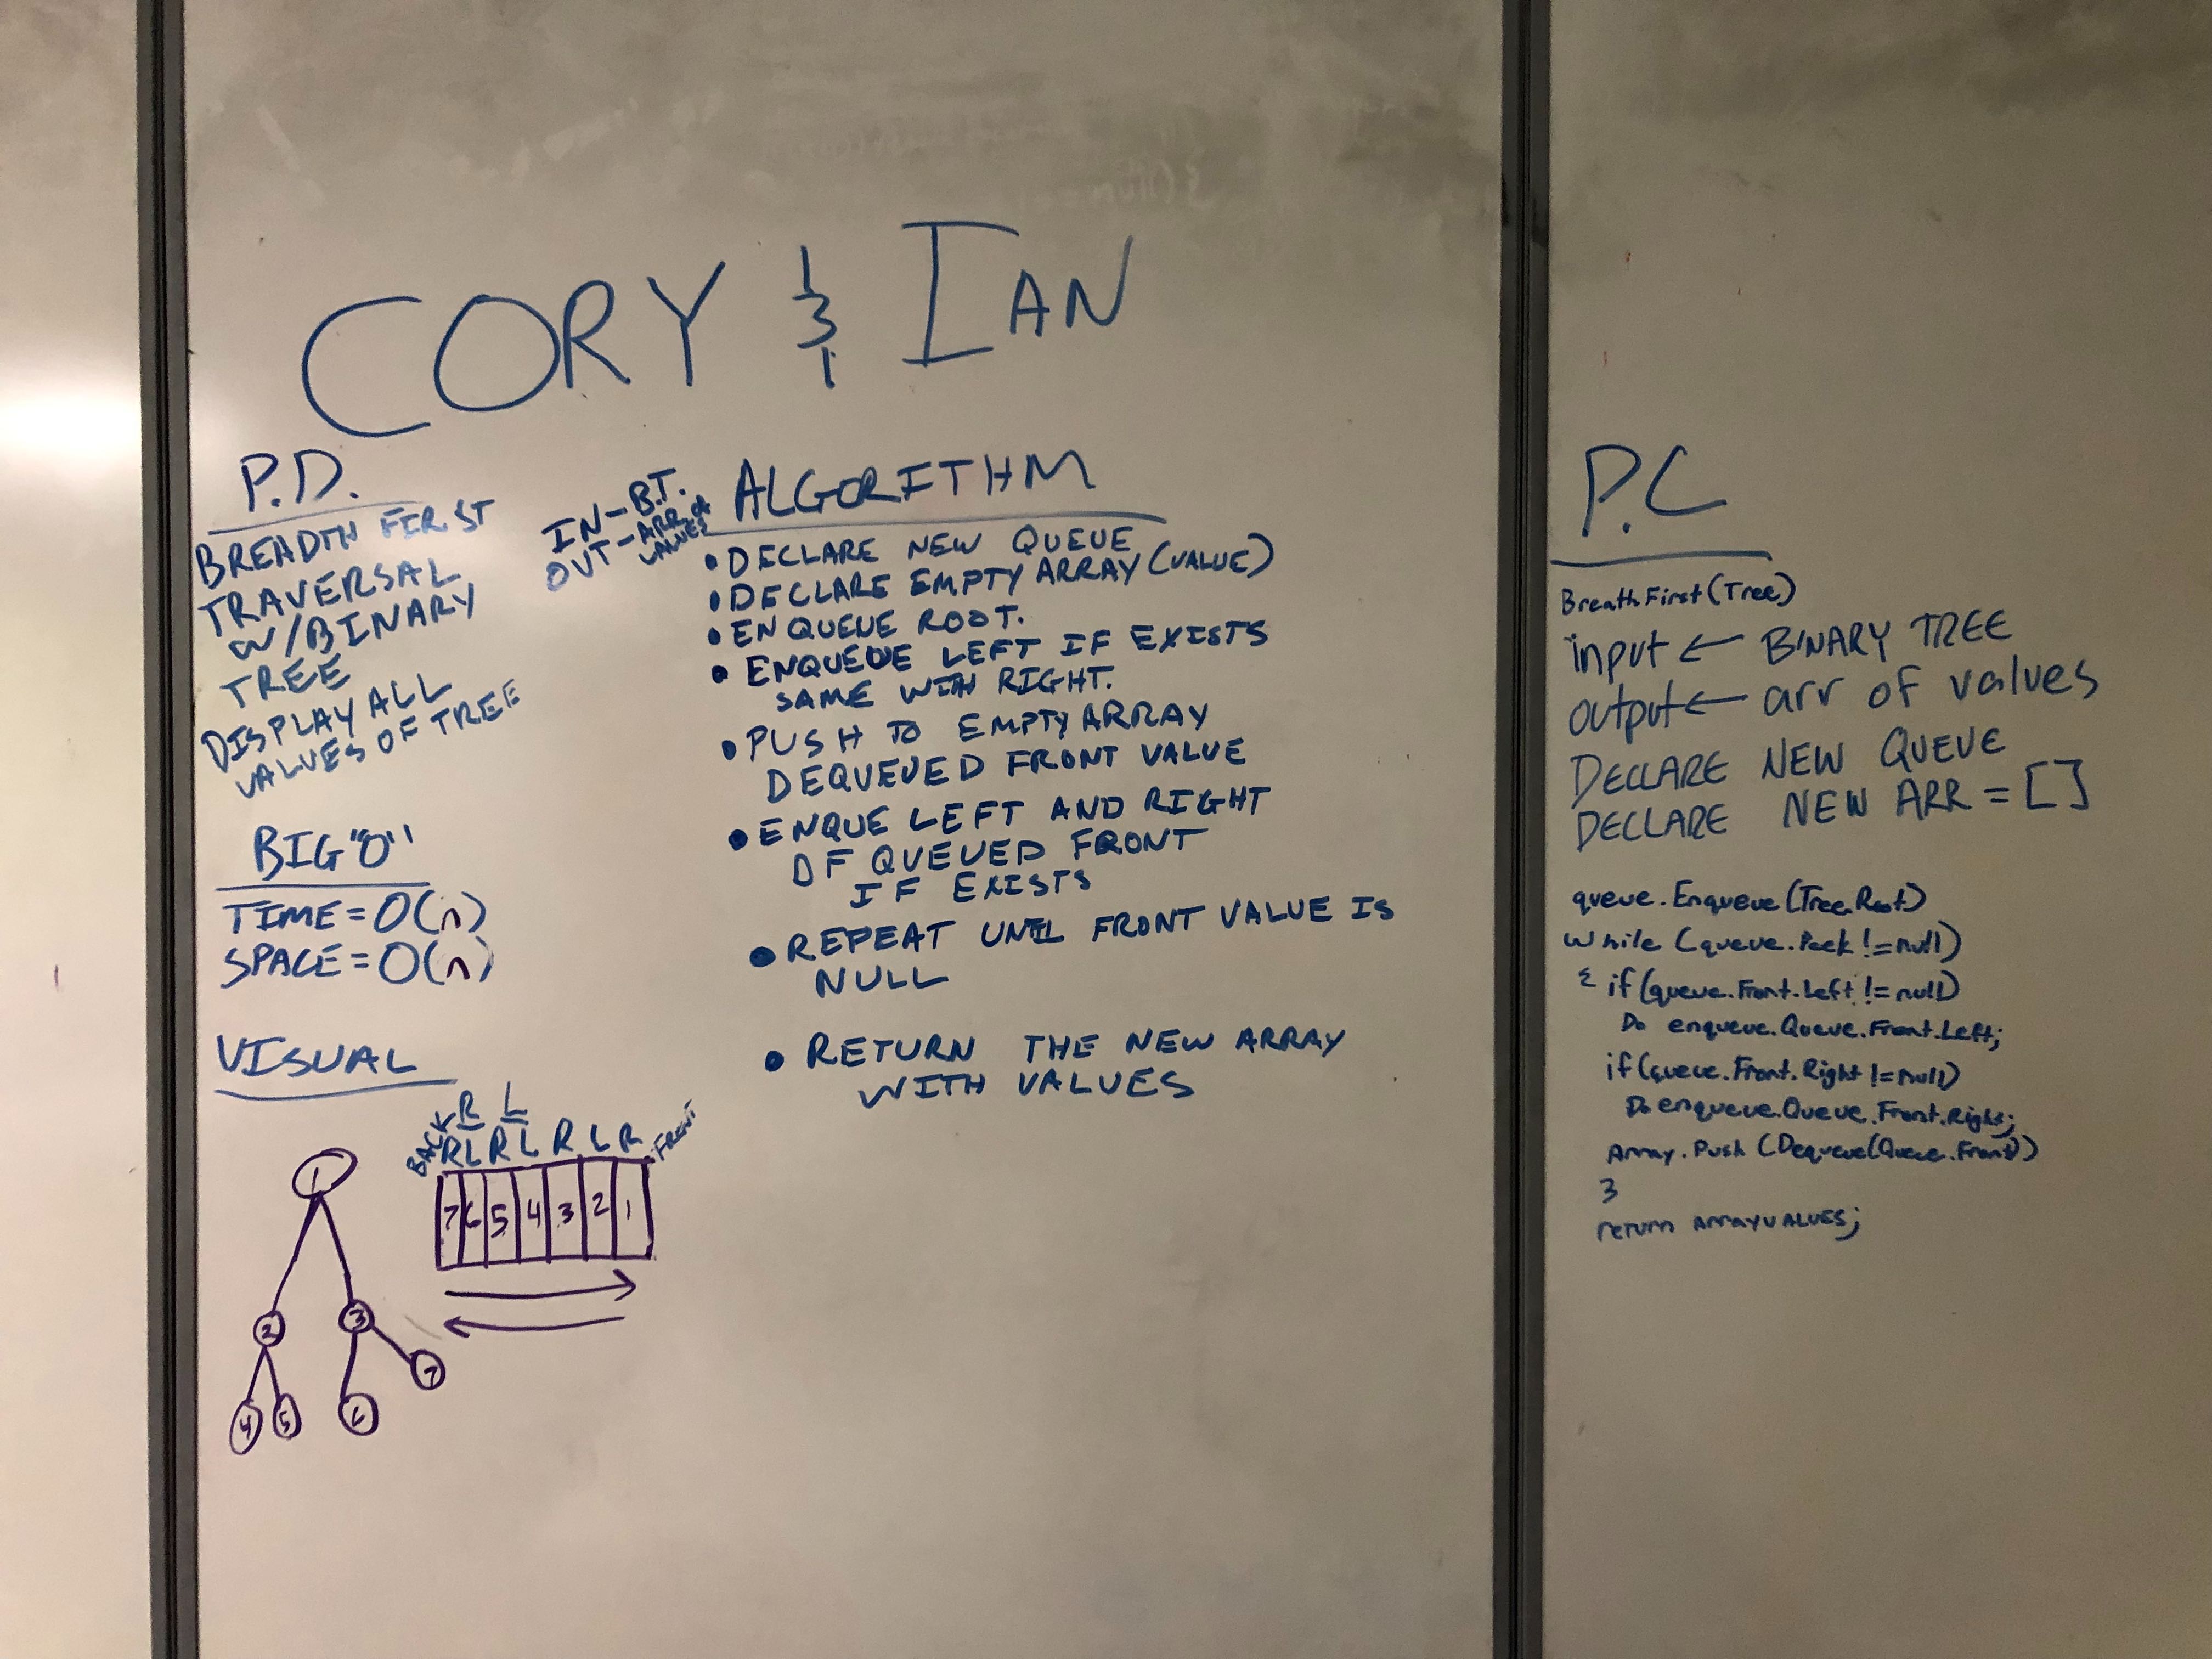 CORY & IAN
P.D.
BREADTH FIRST
TRAVERSAL
W/BINARY
TREE
DISPLAY ALL
VALUES OF TREE
IN-B.T.
OUT-ARR of
VALUES
BIG "O"
TIME = O(n)
SPACE = O(n)
VISUAL
R L
BACK R L R L R L R FRONT
7 6 5 4 3 2 1
1
2 3
7
4 5 6
ALGORITHM
• DECLARE NEW QUEUE
• DECLARE EMPTY ARRAY (VALUE)
• ENQUEUE ROOT.
• ENQUEUE LEFT IF EXISTS
SAME WITH RIGHT.
• PUSH TO EMPTY ARRAY
DEQUEUED FRONT VALUE
• ENQUE LEFT AND RIGHT
OF QUEUED FRONT
IF EXISTS
• REPEAT UNTIL FRONT VALUE IS
NULL
• RETURN THE NEW ARRAY
WITH VALUES
P.C
BreathFirst(Tree)
input ← BINARY TREE
output ← arr of values
DECLARE NEW QUEUE
DECLARE NEW ARR = []
queue.Enqueue(Tree.Root)
while (queue.Peek != null)
{ if (queue.Front.Left != null)
Do enqueue.Queue.Front.Left;
if (queue.Front.Right != null)
Do enqueue.Queue.Front.Right;
Array.Push (Dequeue(Queue.Front))
}
return ArrayVALUES;